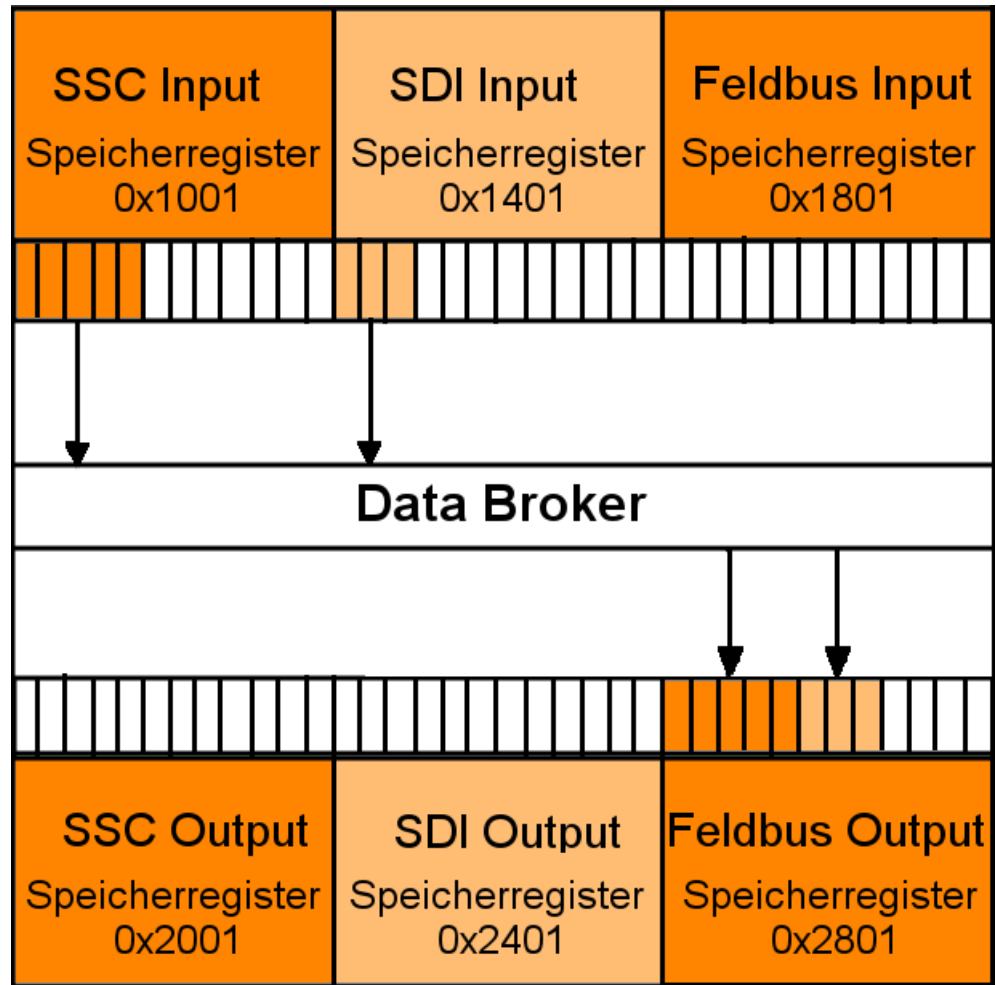 SSC Input
Speicherregister
0x1001
SDI Input
Speicherregister
0x1401
Feldbus Input
Speicherregister
0x1801
Data Broker
SSC Output
Speicherregister
0x2001
SDI Output
Speicherregister
0x2401
Feldbus Output
Speicherregister
0x2801